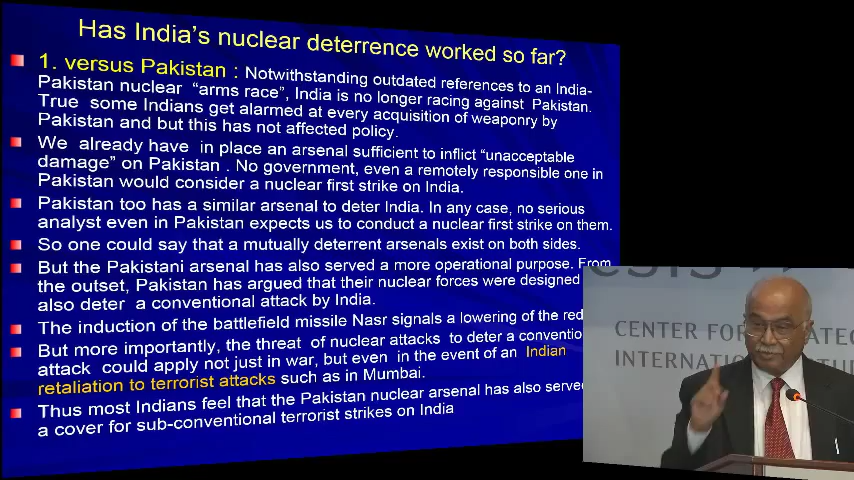 Has India's nuclear deterrence worked so far?
1. versus Pakistan : Notwithstanding outdated references to an India-
Pakistan nuclear "arms race", India is no longer racing against Pakistan.
True some Indians get alarmed at every acquisition of weaponry by
Pakistan and but this has not affected policy.
We already have in place an arsenal sufficient to inflict "unacceptable
damage" on Pakistan . No government, even a remotely responsible one in
Pakistan would consider a nuclear first strike on India.
Pakistan too has a similar arsenal to deter India. In any case, no serious
analyst even in Pakistan expects us to conduct a nuclear first strike on them.
So one could say that a mutually deterrent arsenals exist on both sides.
But the Pakistani arsenal has also served a more operational purpose. From
the outset, Pakistan has argued that their nuclear forces were designed
also deter a conventional attack by India.
The induction of the battlefield missile Nasr signals a lowering of the red
But more importantly, the threat of nuclear attacks to deter a conventio
attack could apply not just in war, but even in the event of an Indian
retaliation to terrorist attacks such as in Mumbai.
Thus most Indians feel that the Pakistan nuclear arsenal has also serve
a cover for sub-conventional terrorist strikes on India
CSIS
CENTER FOR ATEG
INTERNATIONA TUD